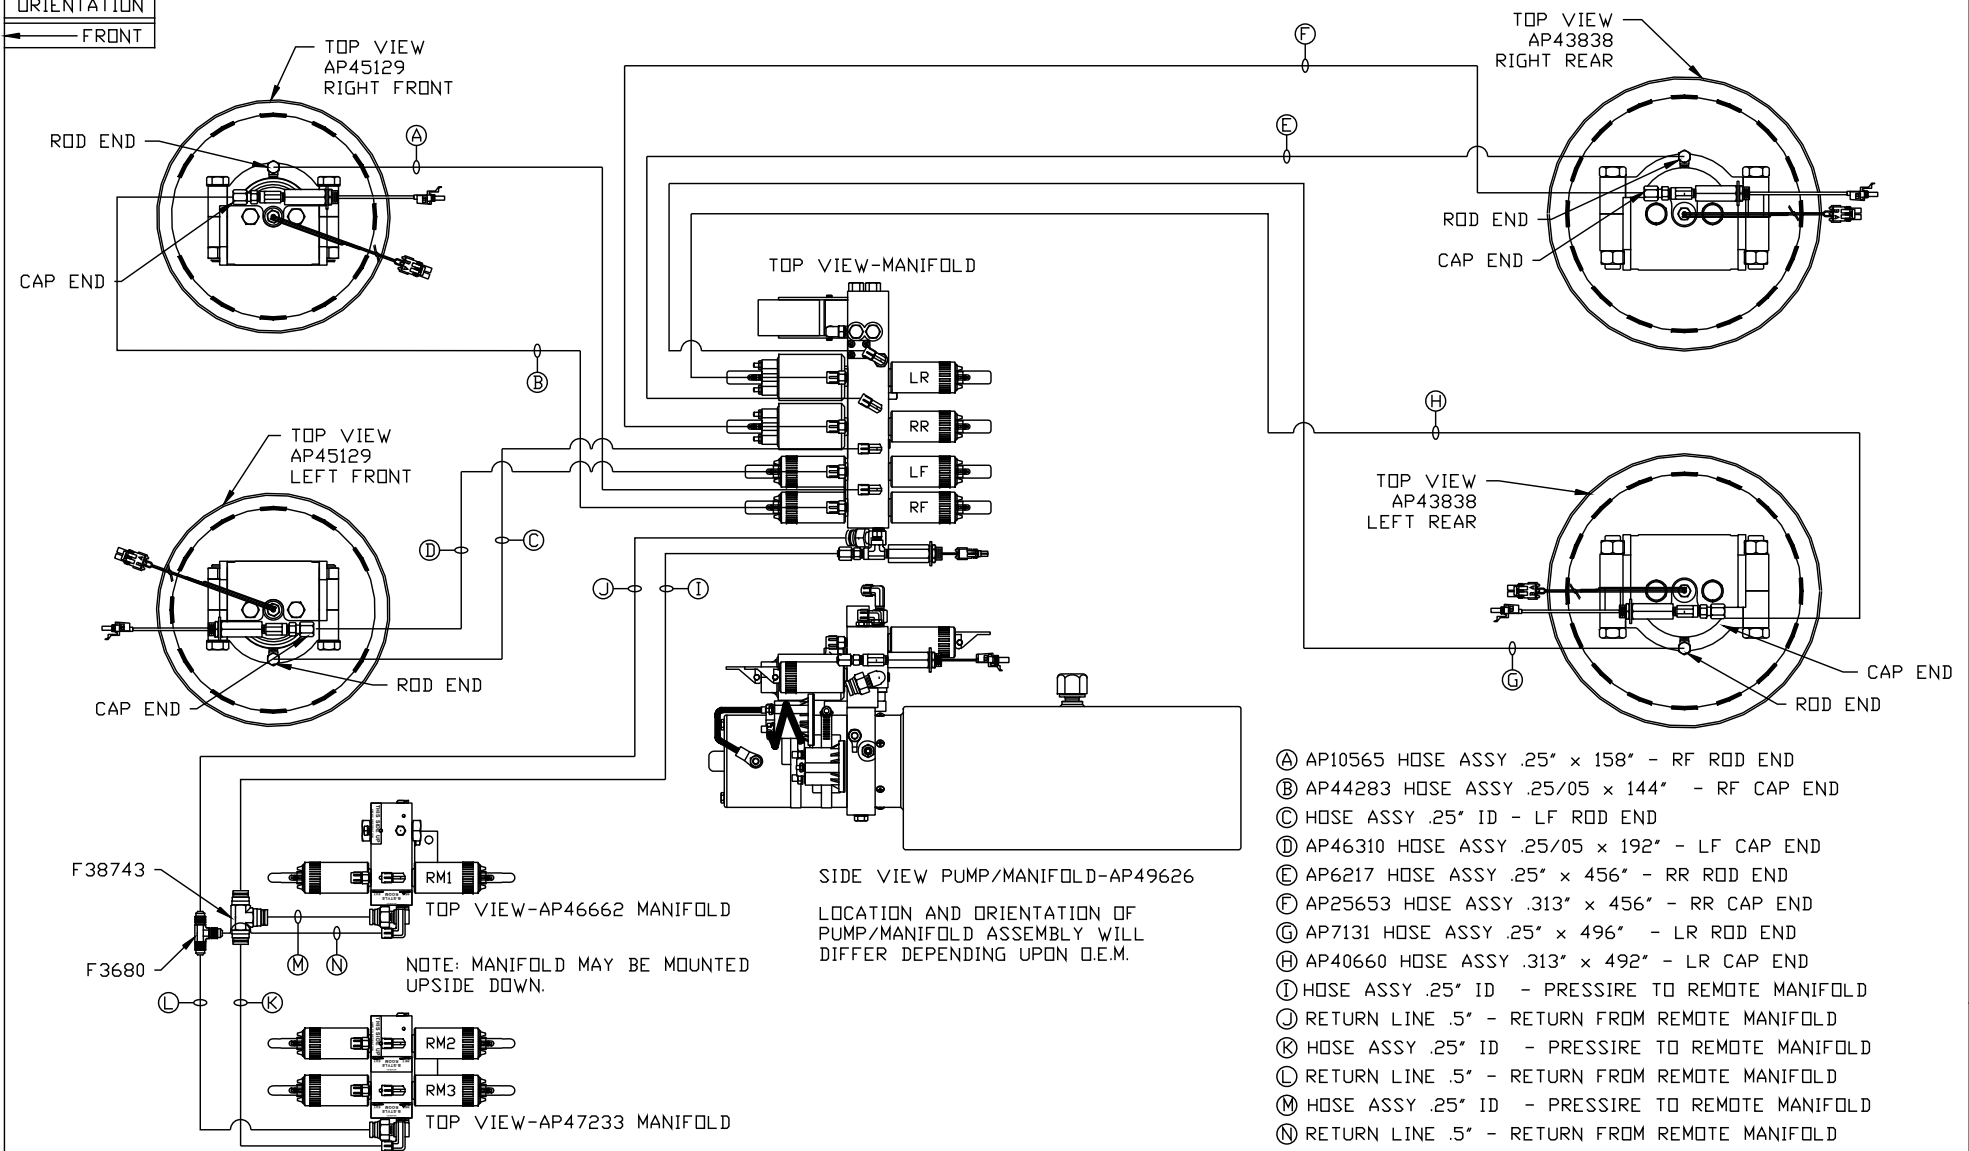 ORIENTATION
FRONT
TOP VIEW
AP45129
RIGHT FRONT
ROD END
A
CAP END
B
TOP VIEW
AP43838
RIGHT REAR
F
E
ROD END
CAP END
TOP VIEW-MANIFOLD
LR
RR
LF
RF
H
TOP VIEW
AP45129
LEFT FRONT
D
C
ROD END
CAP END
J
I
TOP VIEW
AP43838
LEFT REAR
G
CAP END
ROD END
F38743
F3680
THIS SIDE UP
RM1
TOP VIEW-AP46662 MANIFOLD
M
N
NOTE: MANIFOLD MAY BE MOUNTED
UPSIDE DOWN.
L
K
THIS SIDE UP
RM2
RM3
TOP VIEW-AP47233 MANIFOLD
SIDE VIEW PUMP/MANIFOLD-AP49626
LOCATION AND ORIENTATION OF
PUMP/MANIFOLD ASSEMBLY WILL
DIFFER DEPENDING UPON O.E.M.
A AP10565 HOSE ASSY .25" x 158" - RF ROD END
B AP44283 HOSE ASSY .25/05 x 144" - RF CAP END
C HOSE ASSY .25" ID - LF ROD END
D AP46310 HOSE ASSY .25/05 x 192" - LF CAP END
E AP6217 HOSE ASSY .25" x 456" - RR ROD END
F AP25653 HOSE ASSY .313" x 456" - RR CAP END
G AP7131 HOSE ASSY .25" x 496" - LR ROD END
H AP40660 HOSE ASSY .313" x 492" - LR CAP END
I HOSE ASSY .25" ID - PRESSIRE TO REMOTE MANIFOLD
J RETURN LINE .5" - RETURN FROM REMOTE MANIFOLD
K HOSE ASSY .25" ID - PRESSIRE TO REMOTE MANIFOLD
L RETURN LINE .5" - RETURN FROM REMOTE MANIFOLD
M HOSE ASSY .25" ID - PRESSIRE TO REMOTE MANIFOLD
N RETURN LINE .5" - RETURN FROM REMOTE MANIFOLD